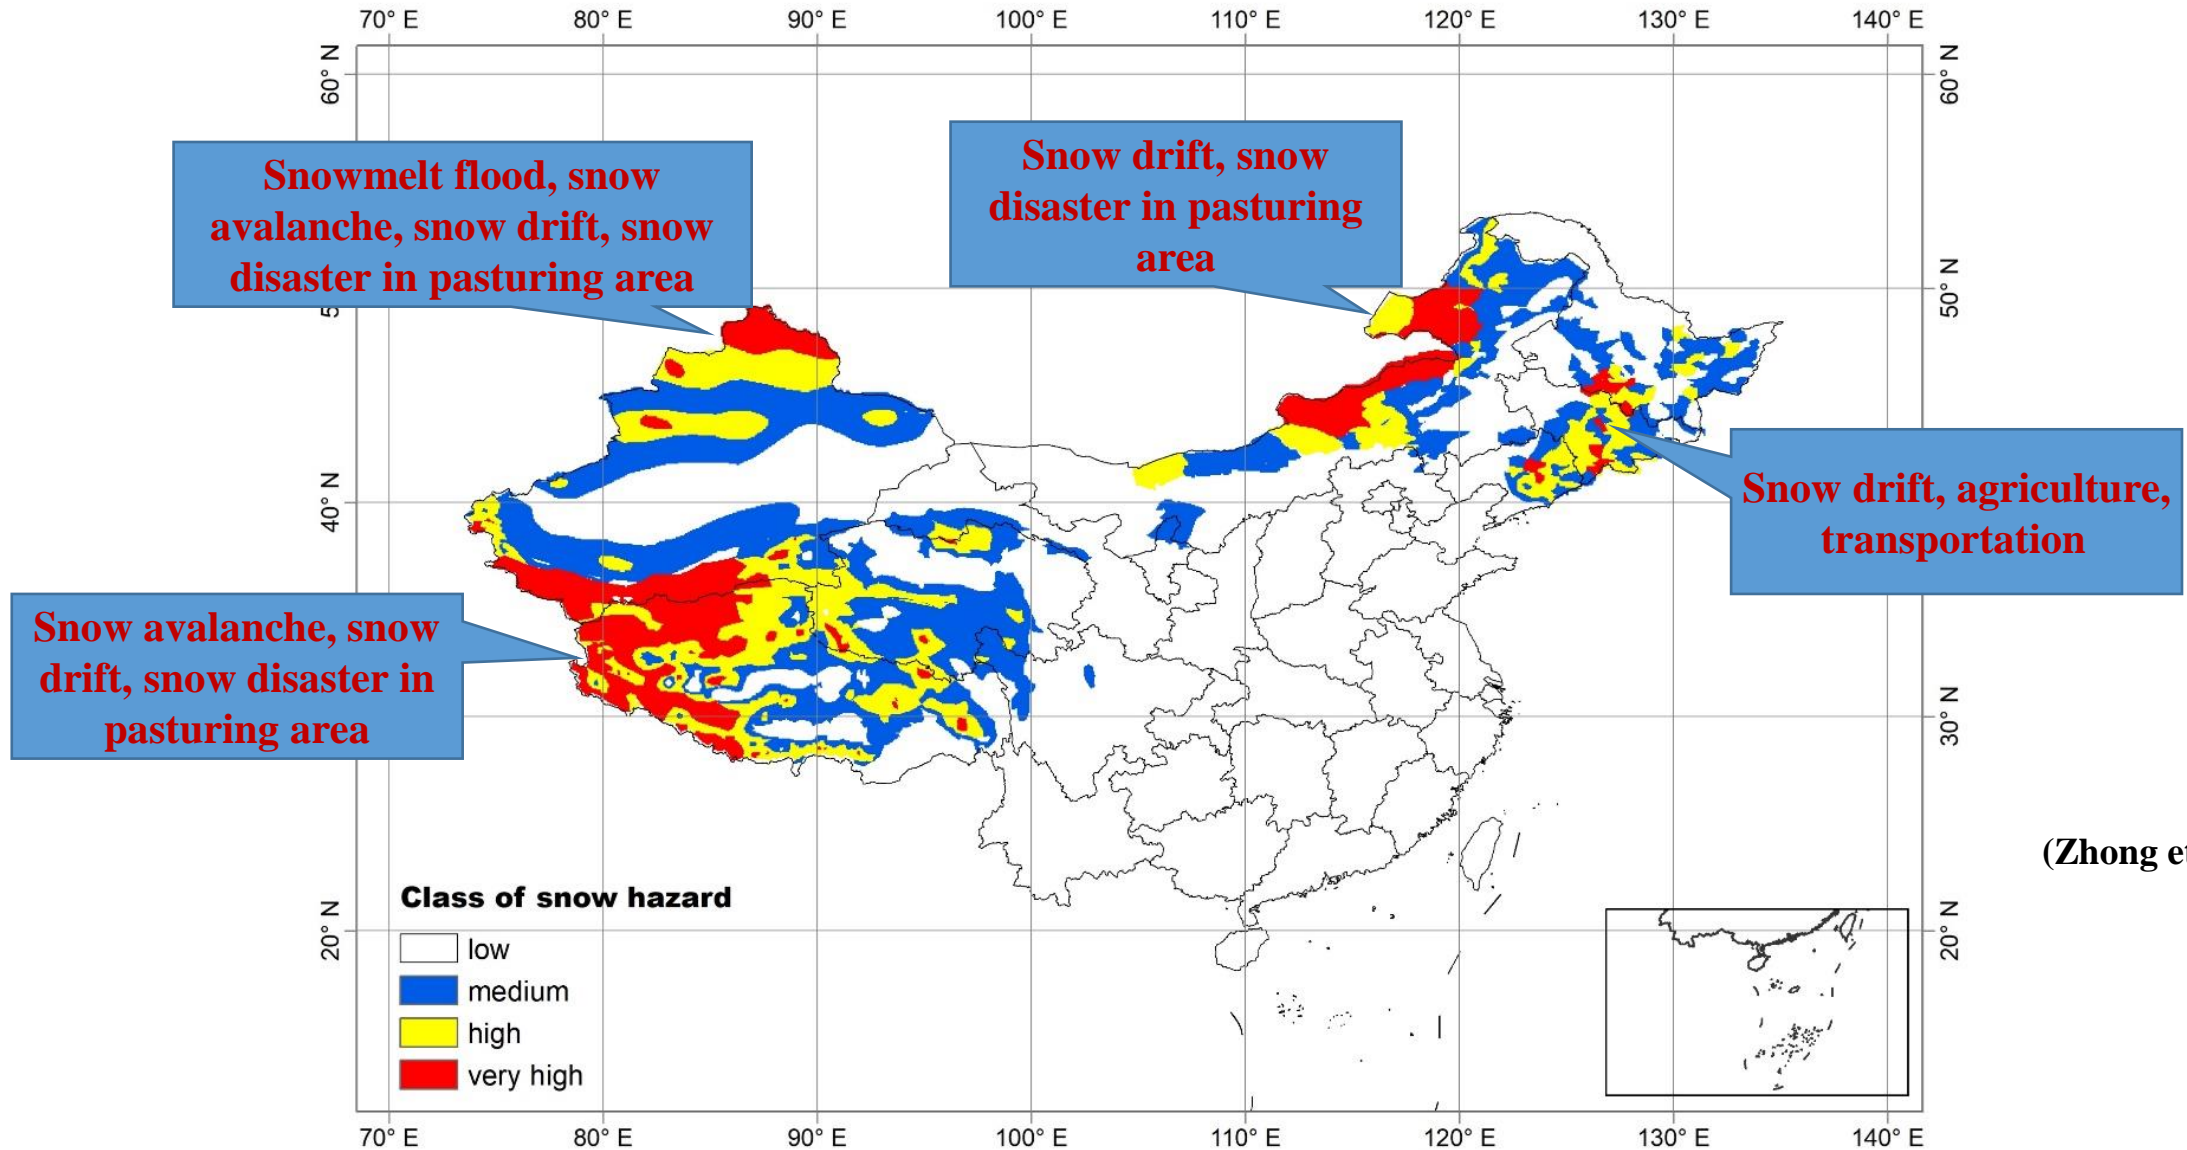 70° E 80° E 90° E 100° E 110° E 120° E 130° E 140° E
60° N
60° N
Snowmelt flood, snow
avalanche, snow drift, snow
disaster in pasturing area
Snow drift, snow
disaster in pasturing
area
5
50° N
40° N
Snow drift, agriculture,
transportation
Snow avalanche, snow
drift, snow disaster in
pasturing area
30° N
(Zhong et
Class of snow hazard
low
medium
high
very high
20° N
20° N
70° E 80° E 90° E 100° E 110° E 120° E 130° E 140° E